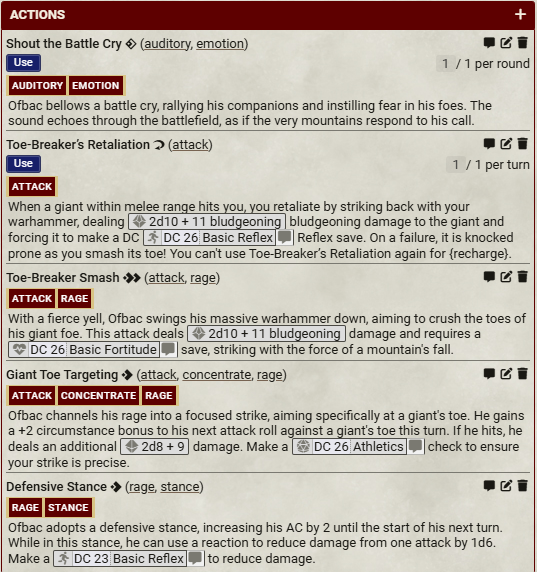 ACTIONS +
Shout the Battle Cry (auditory, emotion)
Use 1 / 1 per round
AUDITORY EMOTION
Ofbac bellows a battle cry, rallying his companions and instilling fear in his foes. The
sound echoes through the battlefield, as if the very mountains respond to his call.
Toe-Breaker's Retaliation (attack)
Use 1 / 1 per turn
ATTACK
When a giant within melee range hits you, you retaliate by striking back with your
warhammer, dealing 2d10 + 11 bludgeoning bludgeoning damage to the giant and
forcing it to make a DC DC 26 Basic Reflex Reflex save. On a failure, it is knocked
prone as you smash its toe! You can't use Toe-Breaker's Retaliation again for {recharge}.
Toe-Breaker Smash (attack, rage)
ATTACK RAGE
With a fierce yell, Ofbac swings his massive warhammer down, aiming to crush the toes of
his giant foe. This attack deals 2d10 + 11 bludgeoning damage and requires a
DC 26 Basic Fortitude save, striking with the force of a mountain's fall.
Giant Toe Targeting (attack, concentrate, rage)
ATTACK CONCENTRATE RAGE
Ofbac channels his rage into a focused strike, aiming specifically at a giant's toe. He gains
a +2 circumstance bonus to his next attack roll against a giant's toe this turn. If he hits, he
deals an additional 2d8 + 9 damage. Make a DC 26 Athletics check to ensure
your strike is precise.
Defensive Stance (rage, stance)
RAGE STANCE
Ofbac adopts a defensive stance, increasing his AC by 2 until the start of his next turn.
While in this stance, he can use a reaction to reduce damage from one attack by 1d6.
Make a DC 23 Basic Reflex to reduce damage.